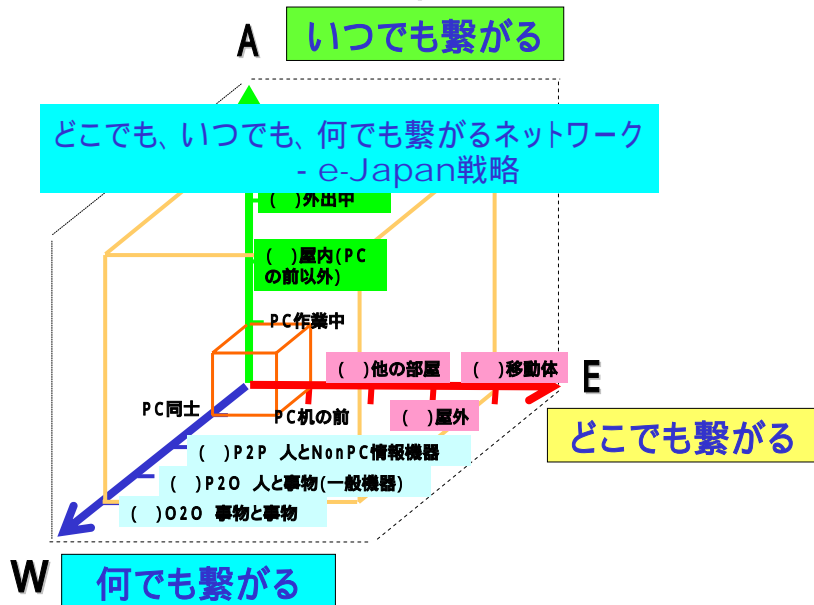 A
いつでも繋がる
どこでも、いつでも、何でも繋がるネットワーク
- e-Japan戦略
( )外出中
( )屋内(PC
の前以外)
PC作業中
( )他の部屋
( )移動体
E
PC同士
PC机の前
( )屋外
どこでも繋がる
( )P2P 人とNonPC情報機器
( )P2O 人と事物(一般機器)
( )O2O 事物と事物
W
何でも繋がる